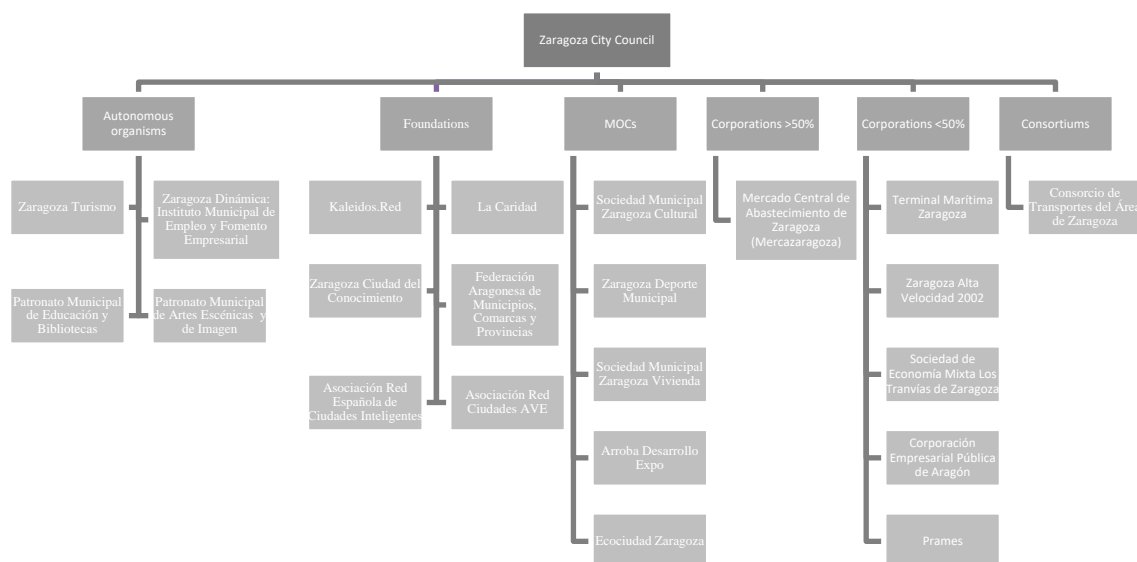 Zaragoza City Council
Autonomous
organisms
Foundations
MOCs
Corporations >50%
Corporations <50%
Consortiums
Zaragoza Turismo
Zaragoza Dinámica:
Instituto Municipal de
Empleo y Fomento
Empresarial
Patronato Municipal
de Educación y
Bibliotecas
Patronato Municipal
de Artes Escénicas y
de Imagen
Kaleidos.Red
La Caridad
Zaragoza Ciudad del
Conocimiento
Federación
Aragonesa de
Municipios,
Comarcas y
Provincias
Asociación Red
Española de
Ciudades Inteligentes
Asociación Red
Ciudades AVE
Sociedad Municipal
Zaragoza Cultural
Zaragoza Deporte
Municipal
Sociedad Municipal
Zaragoza Vivienda
Arroba Desarrollo
Expo
Ecociudad Zaragoza
Mercado Central de
Abastecimiento de
Zaragoza
(Mercazaragoza)
Terminal Marítima
Zaragoza
Zaragoza Alta
Velocidad 2002
Sociedad de
Economía Mixta Los
Tranvías de Zaragoza
Corporación
Empresarial Pública
de Aragón
Prames
Consorcio de
Transportes del Área
de Zaragoza